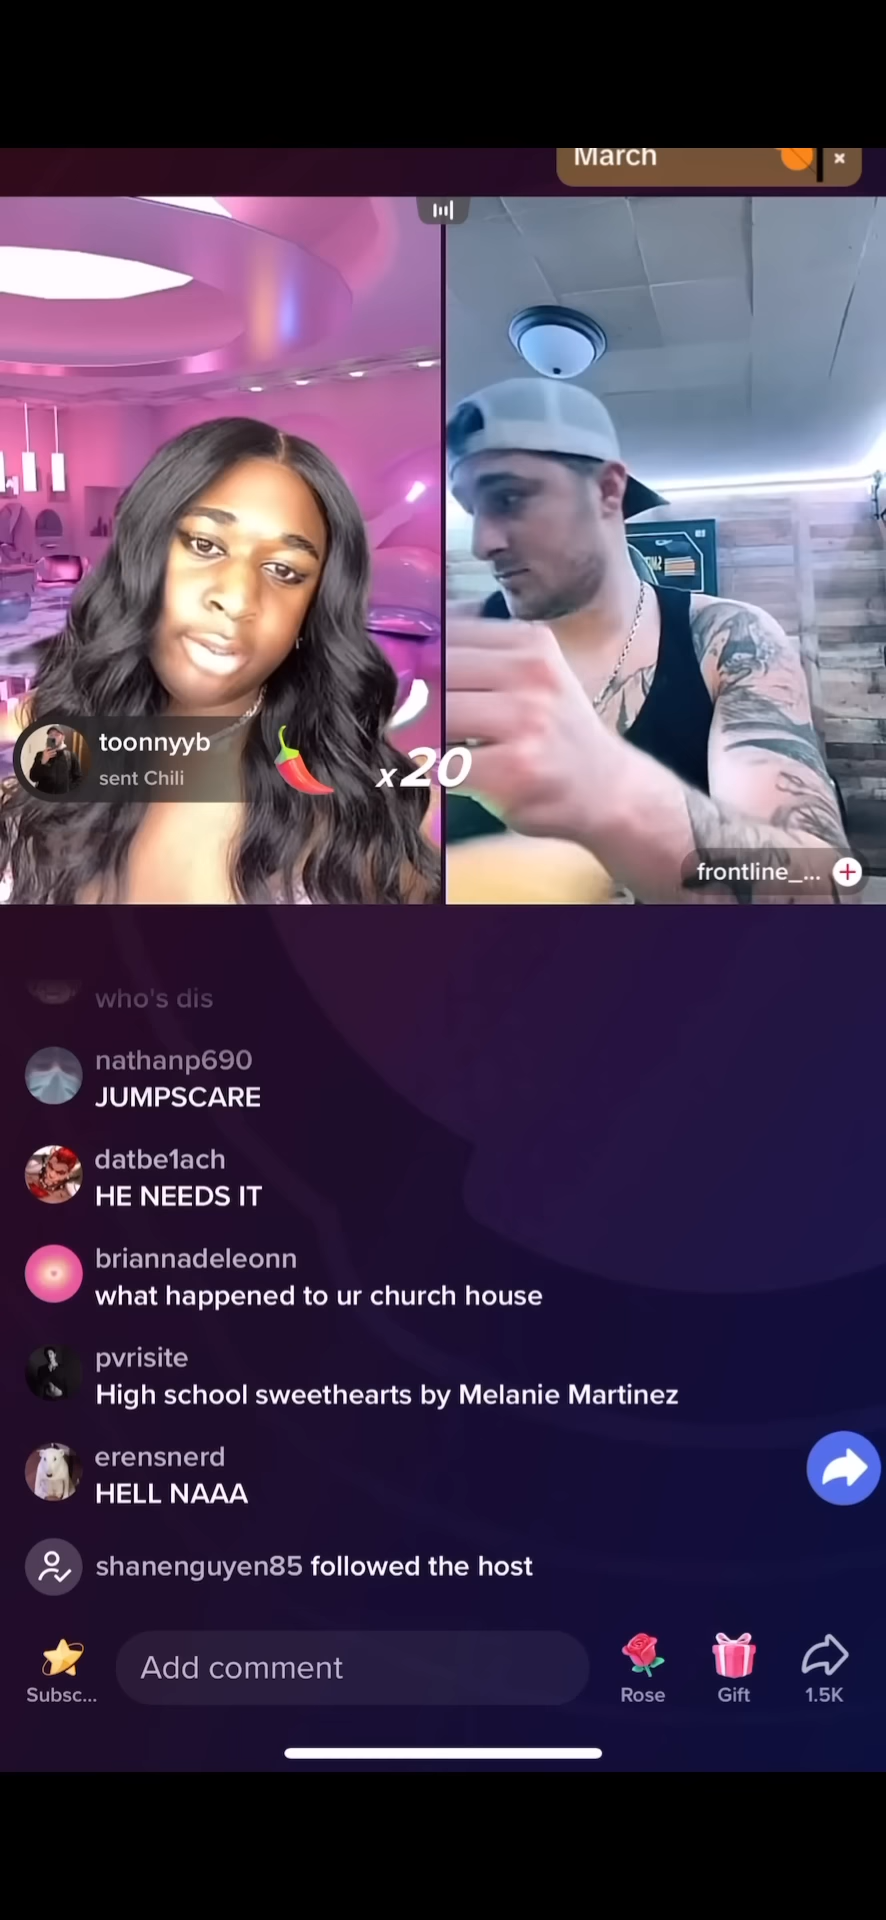 March
toonnyyb
sent Chili
x20
frontline_...
who's dis
nathanp690
JUMPSCARE
datbe1ach
HE NEEDS IT
briannadeleonn
what happened to ur church house
pvrisite
High school sweethearts by Melanie Martinez
erensnerd
HELL NAAA
shanenguyen85 followed the host
Subsc...
Add comment
Rose
Gift
1.5K